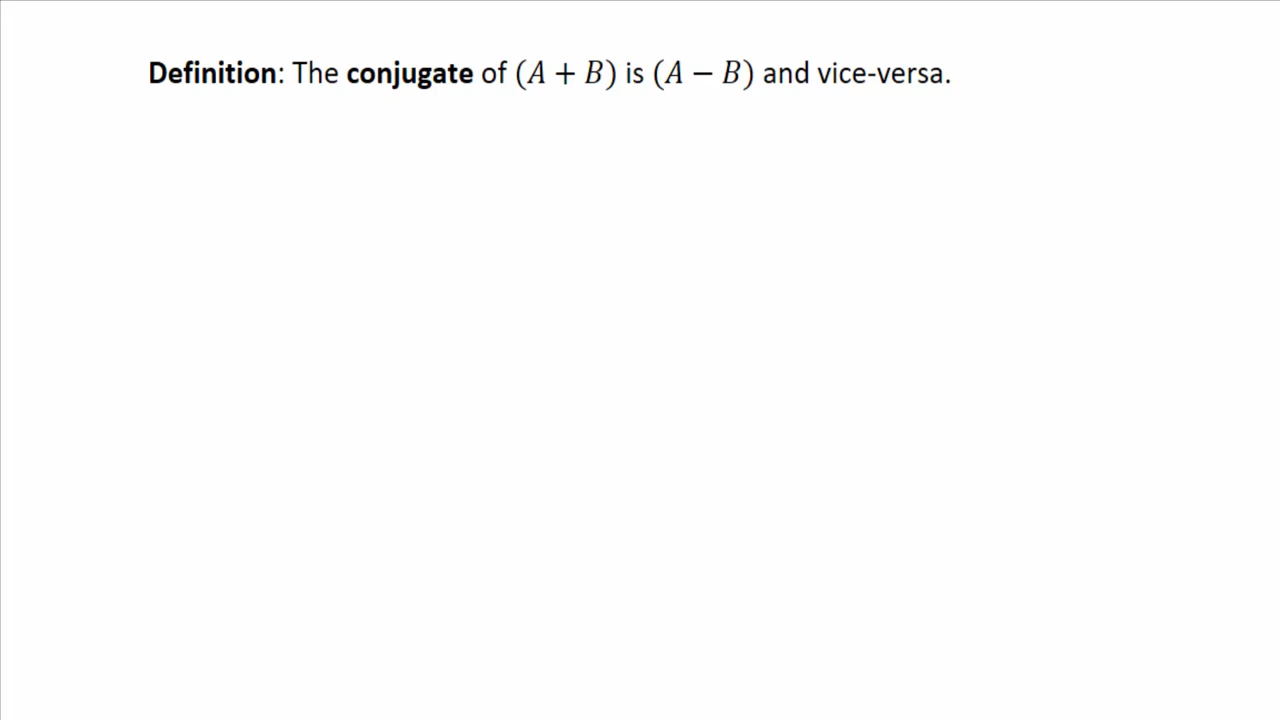 Definition: The conjugate of (A + B) is (A − B) and vice-versa.